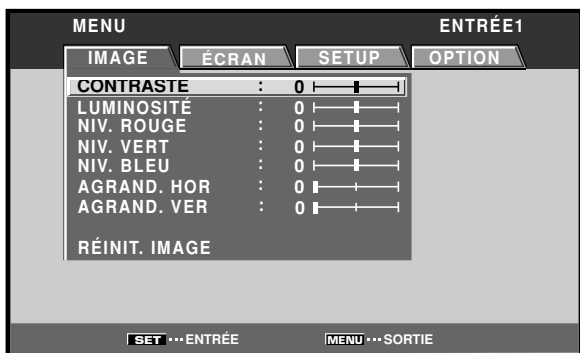 MENU ENTRÉE1
IMAGE ÉCRAN SETUP OPTION
CONTRASTE : 0
LUMINOSITÉ : 0
NIV. ROUGE : 0
NIV. VERT : 0
NIV. BLEU : 0
AGRAND. HOR : 0
AGRAND. VER : 0
RÉINIT. IMAGE
SET ··· ENTRÉE MENU ··· SORTIE